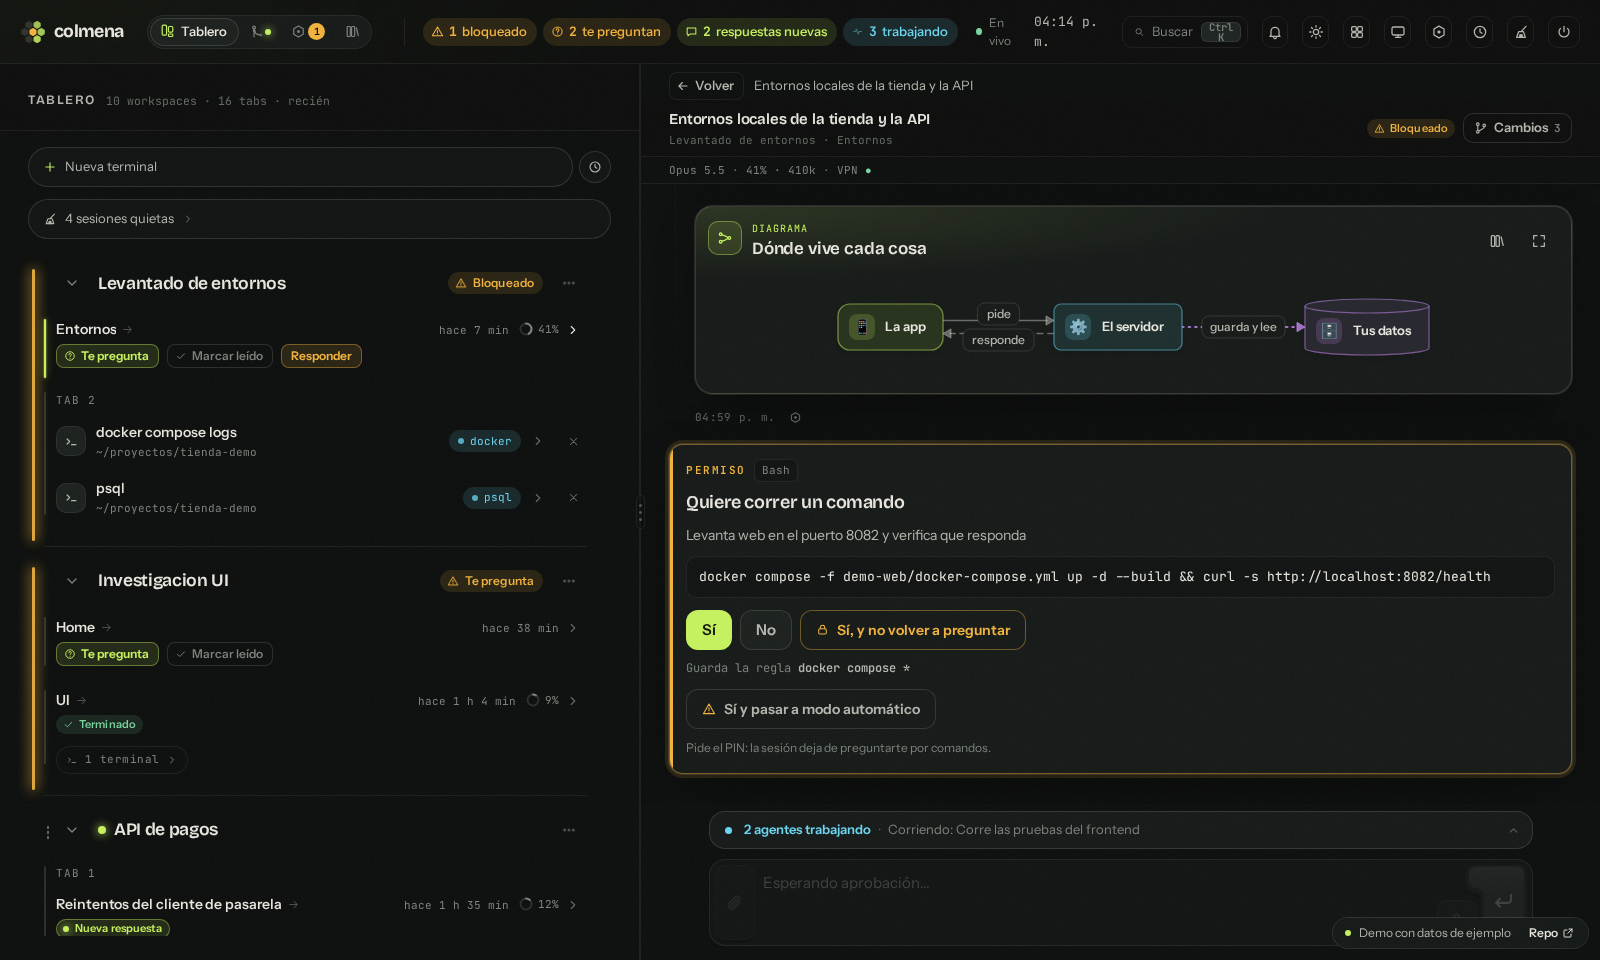 colmena
Tablero
1
1 bloqueado
2 te preguntan
2 respuestas nuevas
3 trabajando
En vivo
04:14 p. m.
Buscar
Ctrl K
TABLERO 10 workspaces · 16 tabs · recién
Nueva terminal
4 sesiones quietas
Levantado de entornos
Bloqueado
Entornos
hace 7 min 41%
Te pregunta
Marcar leído
Responder
TAB 2
docker compose logs
~/proyectos/tienda-demo
docker
psql
~/proyectos/tienda-demo
psql
Investigacion UI
Te pregunta
Home
hace 38 min
Te pregunta
Marcar leído
UI
hace 1 h 4 min 9%
Terminado
1 terminal
API de pagos
TAB 1
Reintentos del cliente de pasarela
hace 1 h 35 min 12%
Nueva respuesta
Volver
Entornos locales de la tienda y la API
Entornos locales de la tienda y la API
Levantado de entornos · Entornos
Bloqueado
Cambios 3
Opus 5.5 · 41% · 410k · VPN
DIAGRAMA
Dónde vive cada cosa
La app
pide
responde
El servidor
guarda y lee
Tus datos
04:59 p. m.
PERMISO Bash
Quiere correr un comando
Levanta web en el puerto 8082 y verifica que responda
docker compose -f demo-web/docker-compose.yml up -d --build && curl -s http://localhost:8082/health
Sí
No
Sí, y no volver a preguntar
Guarda la regla docker compose *
Sí y pasar a modo automático
Pide el PIN: la sesión deja de preguntarte por comandos.
2 agentes trabajando · Corriendo: Corre las pruebas del frontend
Esperando aprobación…
Demo con datos de ejemplo
Repo